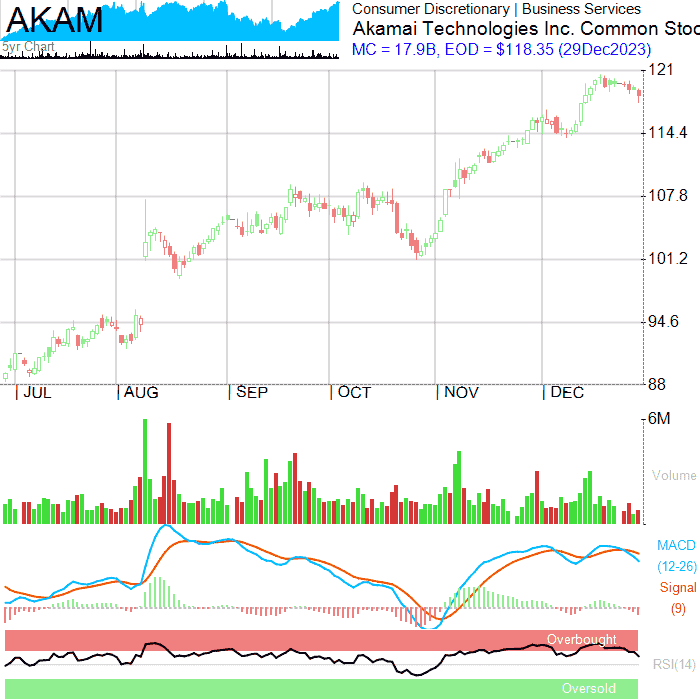 AKAM
5yr Chart
Consumer Discretionary | Business Services
Akamai Technologies Inc. Common Stoc
MC = 17.9B, EOD = $118.35 (29Dec2023)
121
114.4
107.8
101.2
94.6
88
JUL AUG SEP OCT NOV DEC
6M
Volume
MACD
(12-26)
Signal
(9)
Overbought
RSI(14)
Oversold